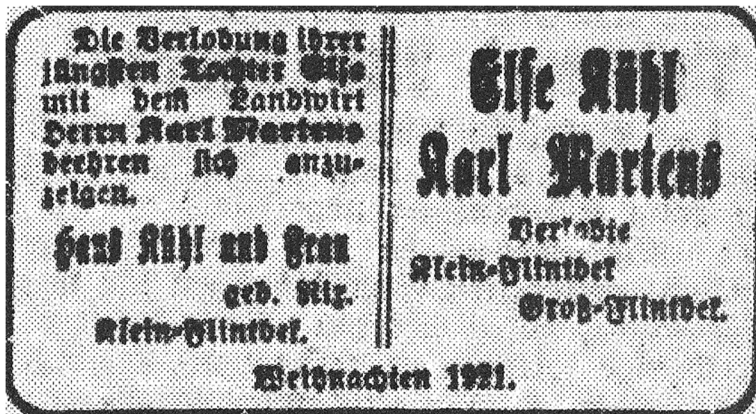 Die Verlobung ihrer
jüngsten Tochter Else
mit dem Landwirt
Herrn Karl Martens
beehren sich anzu-
zeigen.
Hans Kühl und Frau
geb. Rix.
Klein-Flintbek.
Else Kühl
Karl Martens
Verlobte
Klein-Flintbek
Groß-Flintbek.
Weihnachten 1921.